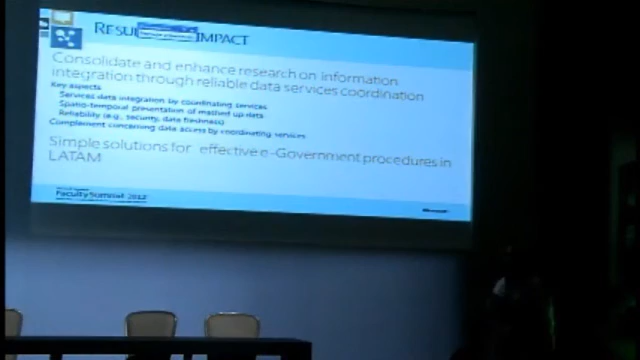 IMPACT
Consolidate and enhance research on information
integration through reliable data services coordination
Key aspects
Services data integration by coordinating services
Spatio-temporal presentation of mashed up data
Reliability (e.g., security, data freshness)
Complement concerning data access by coordinating services
Simple solutions for effective e-Government procedures in
LATAM
Faculty Summit 2012
Microsoft